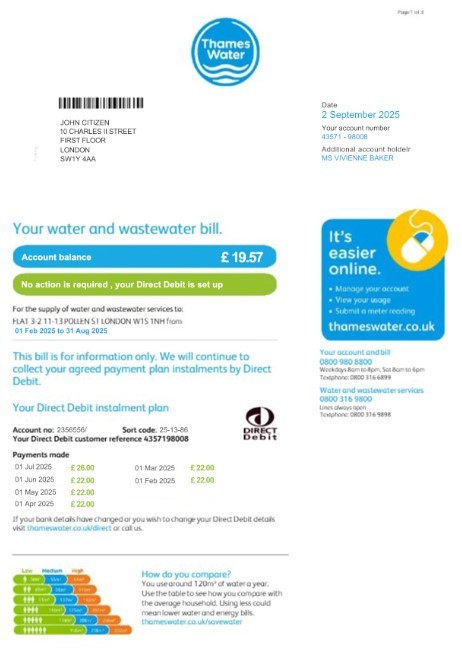 Page 1 of 4
Thames
Water
JOHN CITIZEN
10 CHARLES II STREET
FIRST FLOOR
LONDON
SW1Y 4AA
Date
2 September 2025
Your account number
43571 - 98008
Additional account holdelr
MS VIVIENNE BAKER
Your water and wastewater bill.
Account balance £ 19.57
No action is required , your Direct Debit is set up
For the supply of water and wastewater services to:
FLAT 3-2 11-13 POLLEN ST LONDON W1S 1NH from
01 Feb 2025 to 31 Aug 2025
It's
easier
online.
• Manage your account
• View your usage
• Submit a meter reading
thameswater.co.uk
This bill is for information only. We will continue to
collect your agreed payment plan instalments by Direct
Debit.
Your account and bill
0800 980 8800
Weekdays 8am to 8pm, Sat 8am to 6pm
Textphone: 0800 316 6899
Water and wastewater services
0800 316 9800
Lines always open
Textphone: 0800 316 9898
Your Direct Debit instalment plan
Account no: 2356556/ Sort code. 25-13-86
Your Direct Debit customer reference 4357198008
DIRECT
Debit
Payments made
01 Jul 2025 £ 26.00 01 Mar 2025 £ 22.00
01 Jun 2025 £ 22.00 01 Feb 2025 £ 22.00
01 May 2025 £ 22.00
01 Apr 2025 £ 22.00
If your bank details have changed or you wish to change your Direct Debit details
visit thameswater.co.uk/direct or call us.
Low Medium High
How do you compare?
You use around 120m³ of water a year.
Use the table to see how you compare with
the average household. Using less could
mean lower water and energy bills.
thameswater.co.uk/savewater